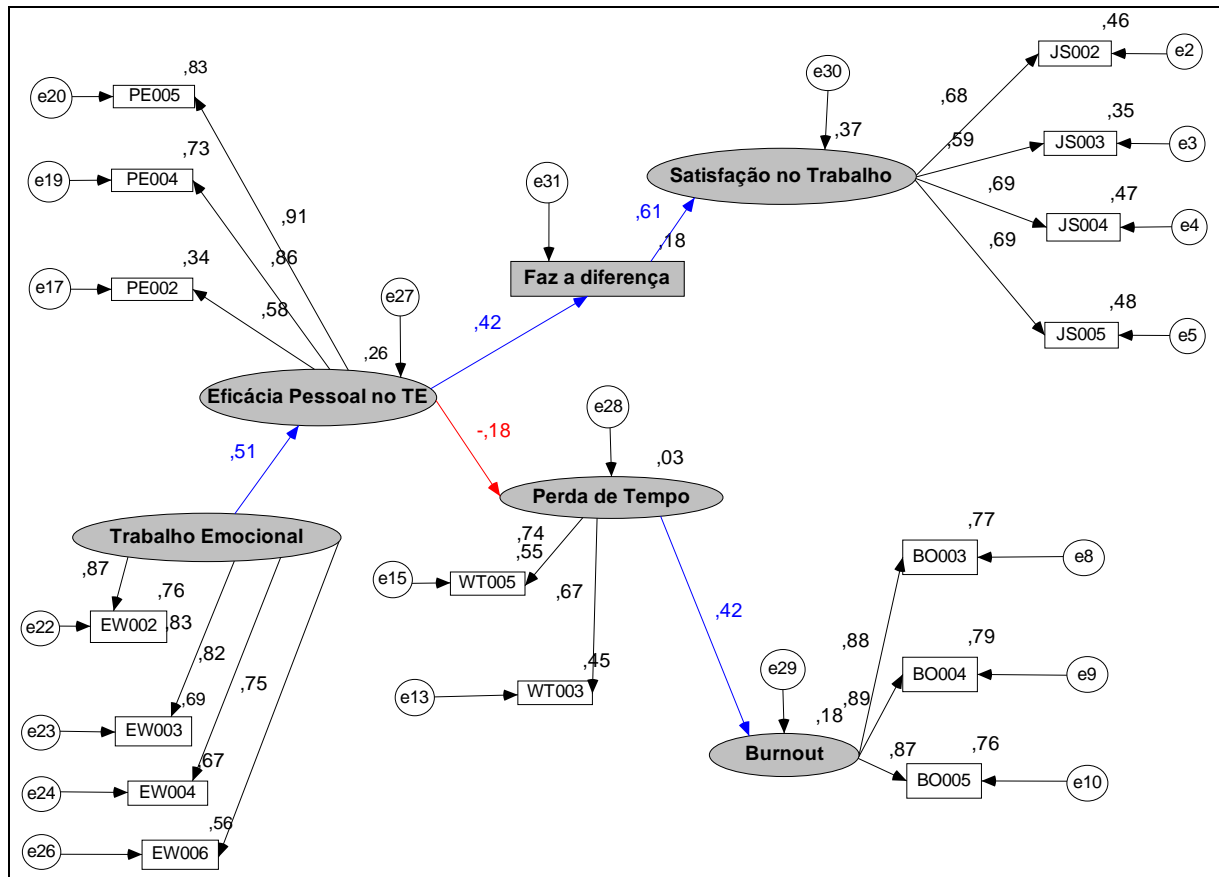 ,46
JS002
e2
,83
e30
PE005
e20
,68
,37
,35
,59
JS003
e3
,73
e19
PE004
Satisfação no Trabalho
e31
,69
,47
,91
,61
JS004
e4
,18
,69
,34
,86
Faz a diferença
e17
PE002
e27
,58
,48
,42
JS005
e5
,26
Eficácia Pessoal no TE
e28
-,18
,51
,03
Perda de Tempo
,77
Trabalho Emocional
,74
,55
BO003
e8
,87
e15
WT005
,76
,67
,42
,83
e22
EW002
,88
,79
,82
,45
e29
BO004
e9
,75
e13
WT003
,89
,69
,18
e23
EW003
Burnout
,87
,76
,67
BO005
e10
e24
EW004
,56
e26
EW006